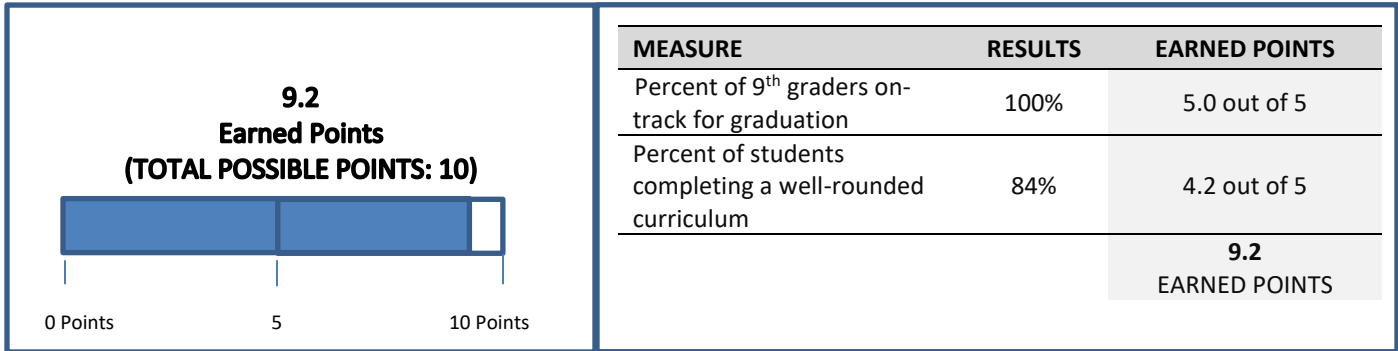 9.2
Earned Points
(TOTAL POSSIBLE POINTS: 10)
0 Points 5 10 Points
MEASURE RESULTS EARNED POINTS
Percent of 9th graders on-
track for graduation
100% 5.0 out of 5
Percent of students
completing a well-rounded
curriculum
84% 4.2 out of 5
9.2
EARNED POINTS